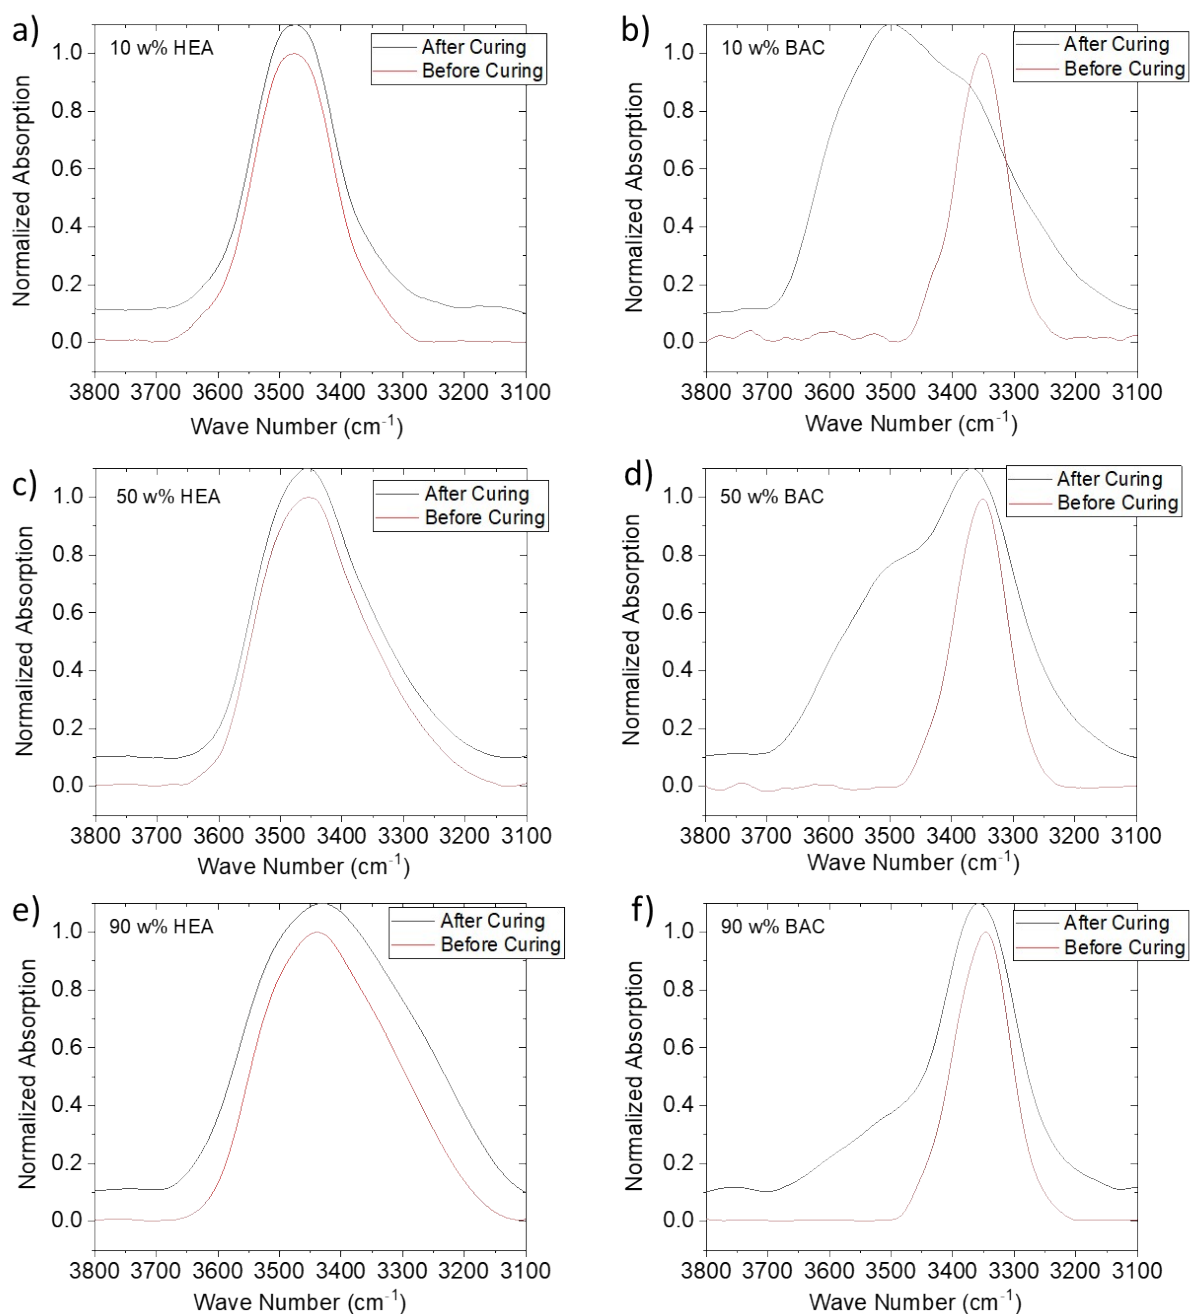 a)
10 w% HEA
After Curing
Before Curing
1.0
0.8
0.6
0.4
0.2
0.0
Normalized Absorption
3800 3700 3600 3500 3400 3300 3200 3100
Wave Number (cm⁻¹)
b)
10 w% BAC
After Curing
Before Curing
1.0
0.8
0.6
0.4
0.2
0.0
Normalized Absorption
3800 3700 3600 3500 3400 3300 3200 3100
Wave Number (cm⁻¹)
c)
50 w% HEA
After Curing
Before Curing
1.0
0.8
0.6
0.4
0.2
0.0
Normalized Absorption
3800 3700 3600 3500 3400 3300 3200 3100
Wave Number (cm⁻¹)
d)
50 w% BAC
After Curing
Before Curing
1.0
0.8
0.6
0.4
0.2
0.0
Normalized Absorption
3800 3700 3600 3500 3400 3300 3200 3100
Wave Number (cm⁻¹)
e)
90 w% HEA
After Curing
Before Curing
1.0
0.8
0.6
0.4
0.2
0.0
Normalized Absorption
3800 3700 3600 3500 3400 3300 3200 3100
Wave Number (cm⁻¹)
f)
90 w% BAC
After Curing
Before Curing
1.0
0.8
0.6
0.4
0.2
0.0
Normalized Absorption
3800 3700 3600 3500 3400 3300 3200 3100
Wave Number (cm⁻¹)